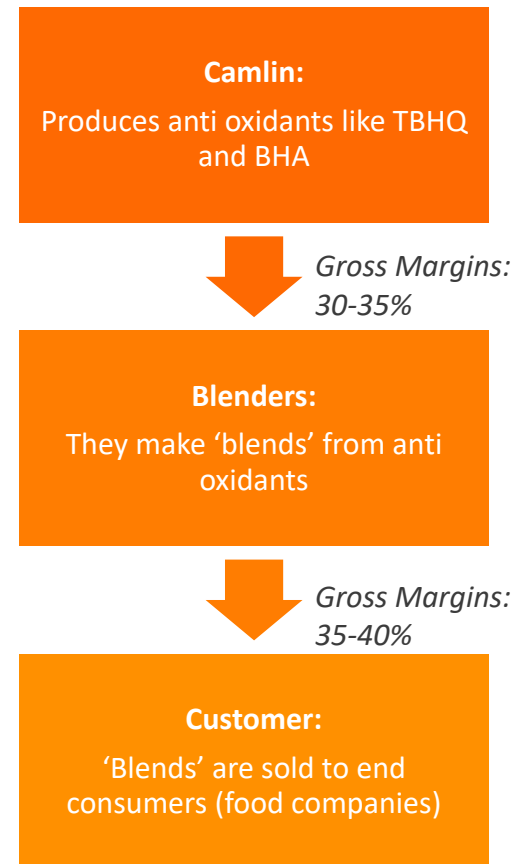 Camlin:
Produces anti oxidants like TBHQ
and BHA
Gross Margins:
30-35%
Blenders:
They make ‘blends’ from anti
oxidants
Gross Margins:
35-40%
Customer:
‘Blends’ are sold to end
consumers (food companies)